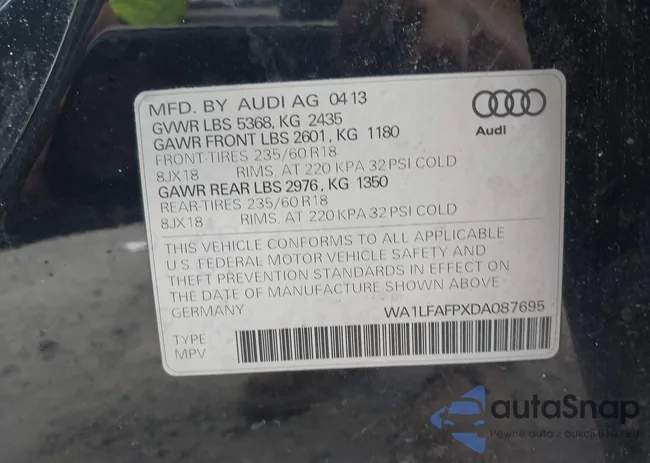 MFD. BY AUDI AG 04 13
GVWR LBS 5368, KG 2435
GAWR FRONT LBS 2601, KG 1180
FRONT-TIRES 235/60 R18
8JX18 RIMS, AT 220 KPA 32 PSI COLD
GAWR REAR LBS 2976, KG 1350
REAR-TIRES 235/60 R18
8JX18 RIMS, AT 220 KPA 32 PSI COLD
Audi
THIS VEHICLE CONFORMS TO ALL APPLICABLE
U.S. FEDERAL MOTOR VEHICLE SAFETY AND
THEFT PREVENTION STANDARDS IN EFFECT ON
THE DATE OF MANUFACTURE SHOWN ABOVE
GERMANY WA1LFAFPXDA087695
TYPE
MPV
autaSnap
Pewne auta z aukcji